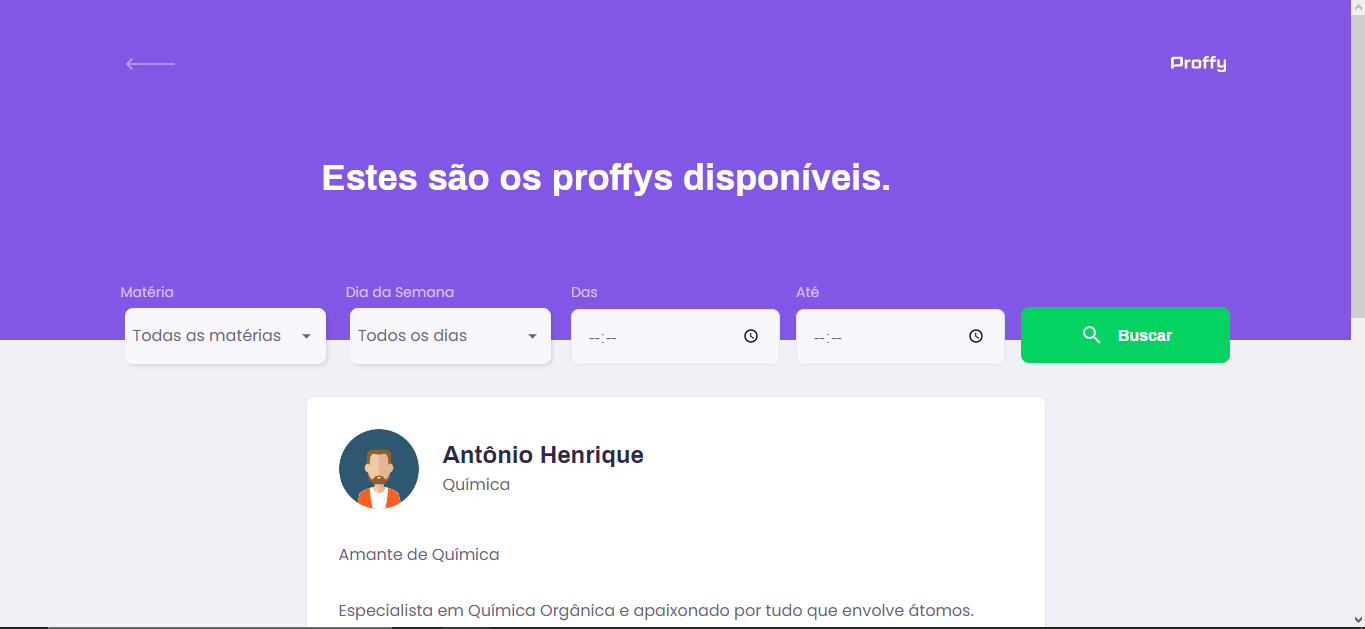 Proffy
Estes são os proffys disponíveis.
Matéria
Dia da Semana
Das
Até
Todas as matérias
Todos os dias
--:--
--:--
Buscar
Antônio Henrique
Química
Amante de Química
Especialista em Química Orgânica e apaixonado por tudo que envolve átomos.